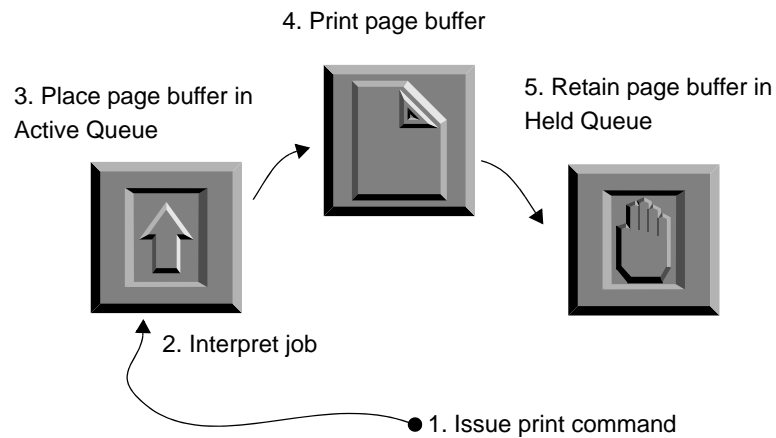 4. Print page buffer
3. Place page buffer in
Active Queue
5. Retain page buffer in
Held Queue
2. Interpret job
1. Issue print command